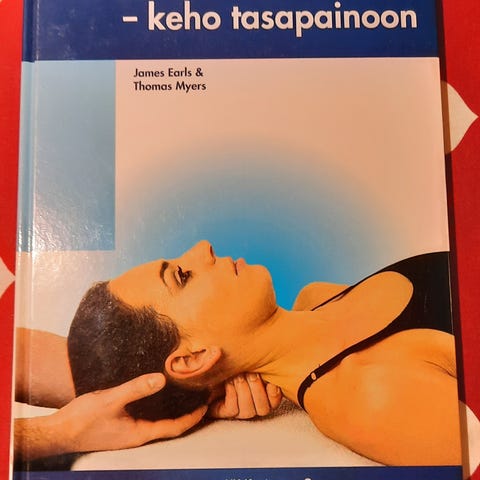 – keho tasapainoon
James Earls &
Thomas Myers